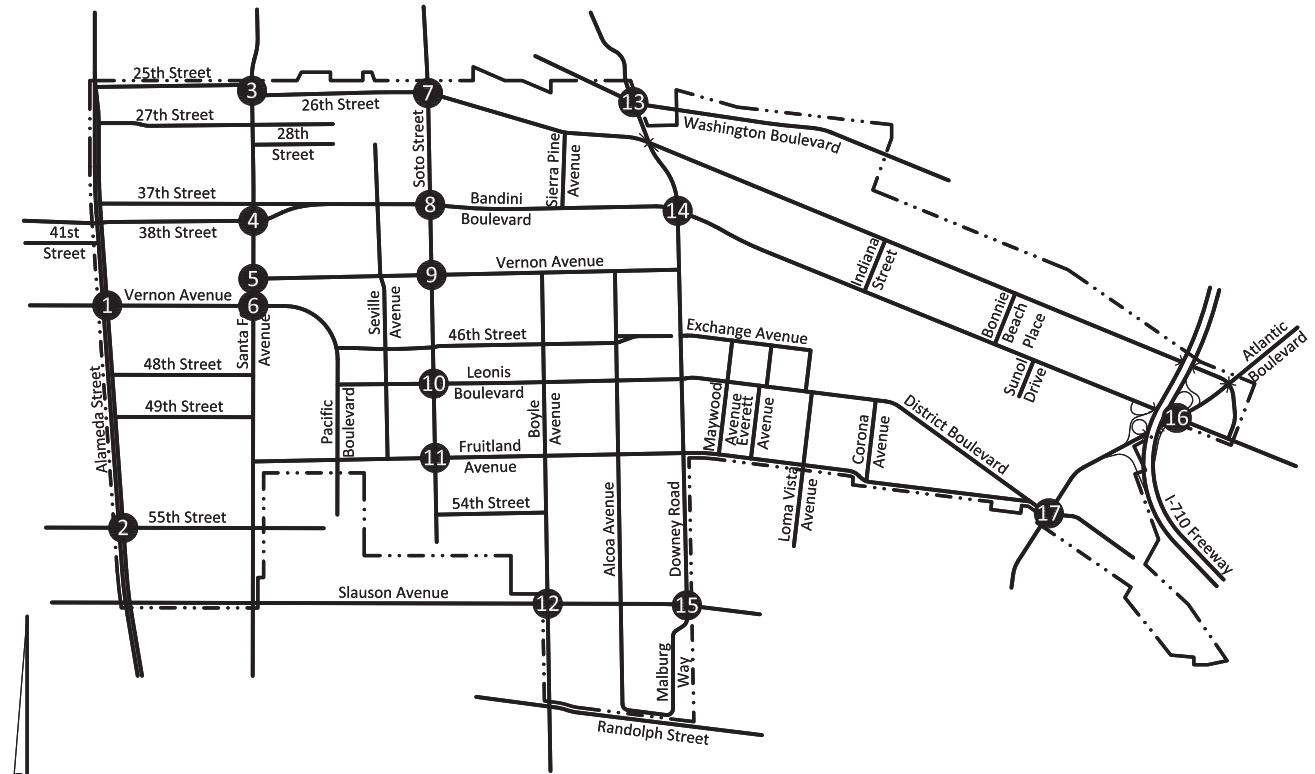 25th Street
3
26th Street
7
13
27th Street
28th
Street
Soto Street
Sierra Pine
Avenue
Washington Boulevard
37th Street
4
38th Street
41st
Street
8
Bandini
Boulevard
14
5
9
Vernon Avenue
Indiana
Street
1
Vernon Avenue
6
Santa F
Avenue
Seville
Avenue
Bonnie
Beach
Place
46th Street
Exchange Avenue
Atlantic
Boulevard
48th Street
10
Leonis
Boulevard
Sunol
Drive
49th Street
Alameda Street
Pacific
Boulevard
Boyle
Avenue
Maywood
Avenue
Everett
Avenue
Corona
Avenue
District Boulevard
16
11
Fruitland
Avenue
54th Street
Alcoa Avenue
Downey Road
Loma Vista
Avenue
17
I-710 Freeway
2
55th Street
Slauson Avenue
12
15
Malburg
Way
Randolph Street